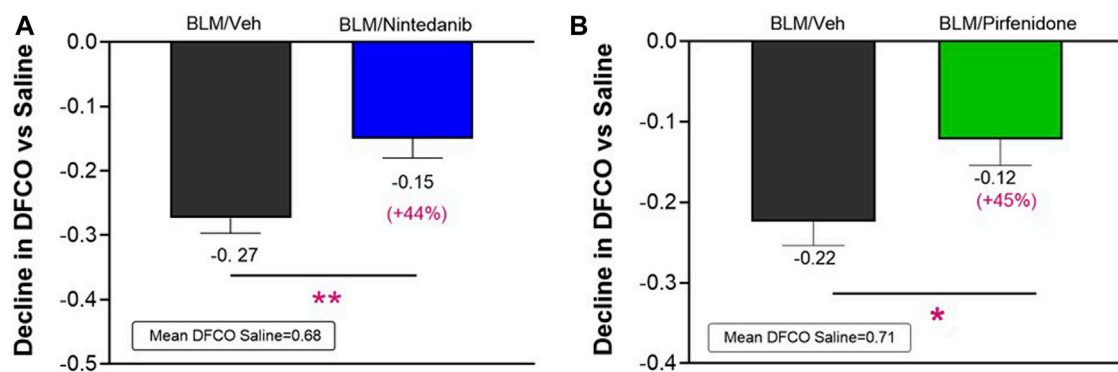 A
BLM/Veh
BLM/Nintedanib
Decline in DFCO vs Saline
0.0
-0.1
-0.2
-0.3
-0.4
-0.5
-0. 27
-0.15
(+44%)
**
Mean DFCO Saline=0.68
B
BLM/Veh
BLM/Pirfenidone
Decline in DFCO vs Saline
0.0
-0.1
-0.2
-0.3
-0.4
-0.22
-0.12
(+45%)
*
Mean DFCO Saline=0.71